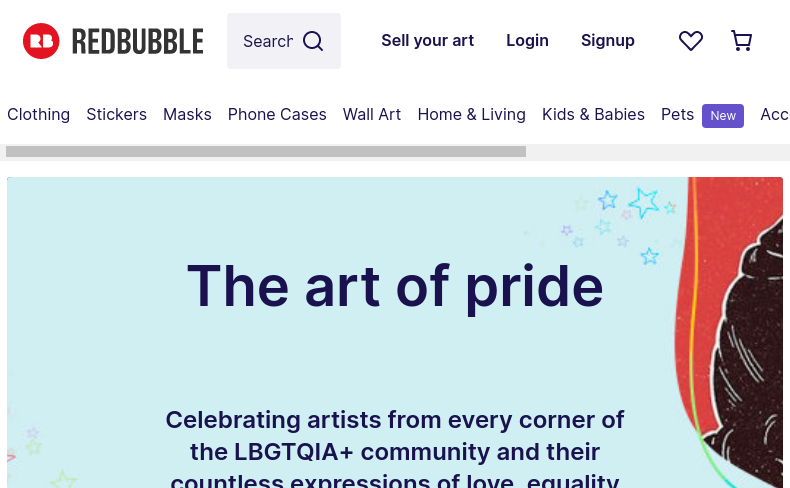 RB REDBUBBLE
Search
Sell your art
Login
Signup
Clothing Stickers Masks Phone Cases Wall Art Home & Living Kids & Babies Pets New Acc
The art of pride
Celebrating artists from every corner of
the LBGTQIA+ community and their
countless expressions of love, equality